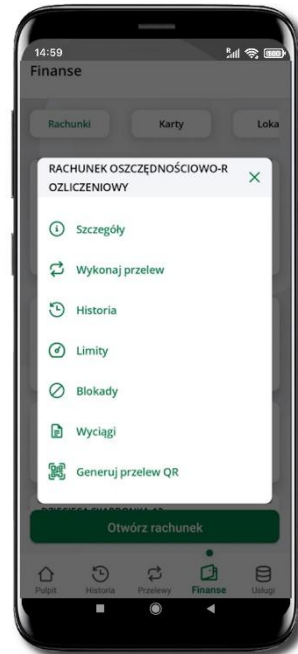 14:59
100
Finanse
Rachunki
Karty
Loka
RACHUNEK OSZCZĘDNOŚCIOWO-R
OZLICZENIOWY
Szczegóły
Wykonaj przelew
Historia
Limity
Blokady
Wyciągi
Generuj przelew QR
Otwórz rachunek
Pulpit
Historia
Przelewy
Finanse
Usługi